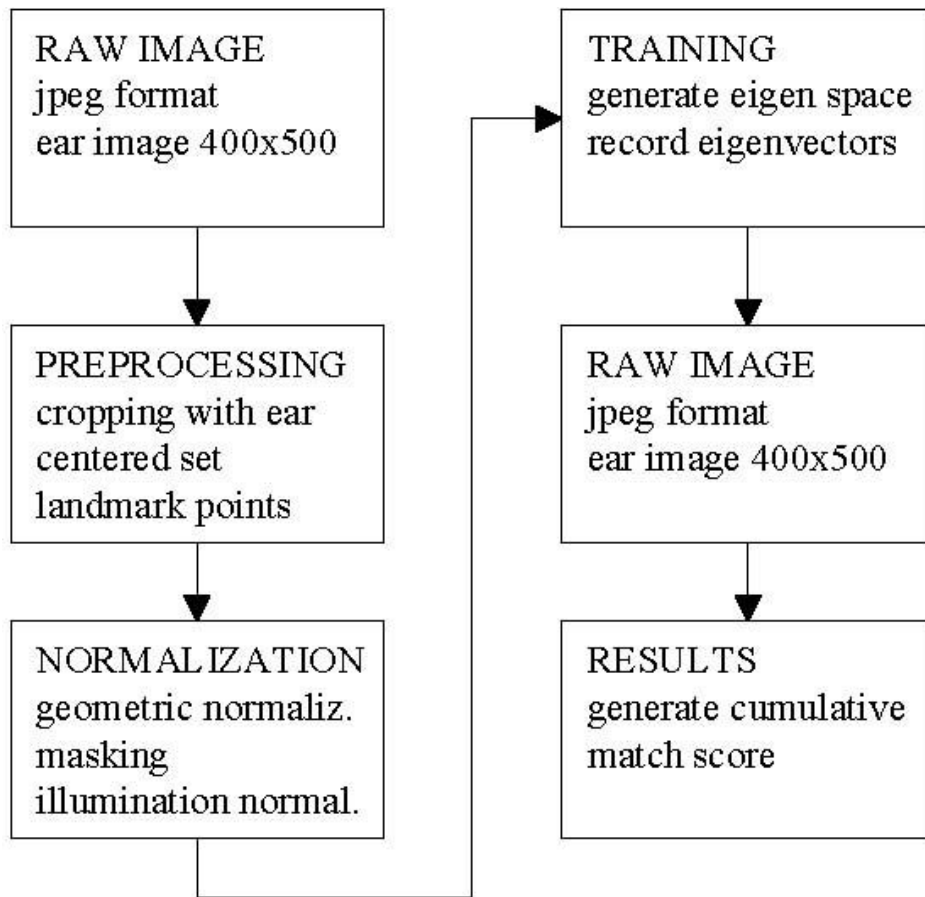 RAW IMAGE
jpeg format
ear image 400x500
PREPROCESSING
cropping with ear
centered set
landmark points
NORMALIZATION
geometric normaliz.
masking
illumination normal.
TRAINING
generate eigen space
record eigenvectors
RAW IMAGE
jpeg format
ear image 400x500
RESULTS
generate cumulative
match score